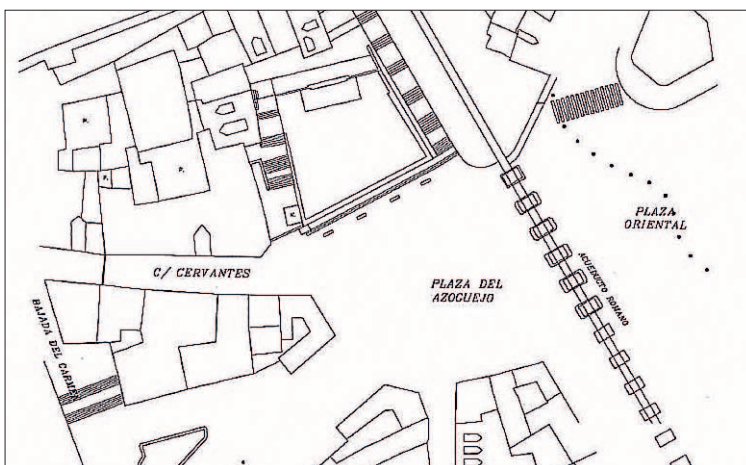 PLAZA
ORIENTAL
C/ CERVANTES
PLAZA DEL
AZOGUEJO
ACUEDUCTO ROMANO
BAJADA DEL CARMEN
P.
P.
P.